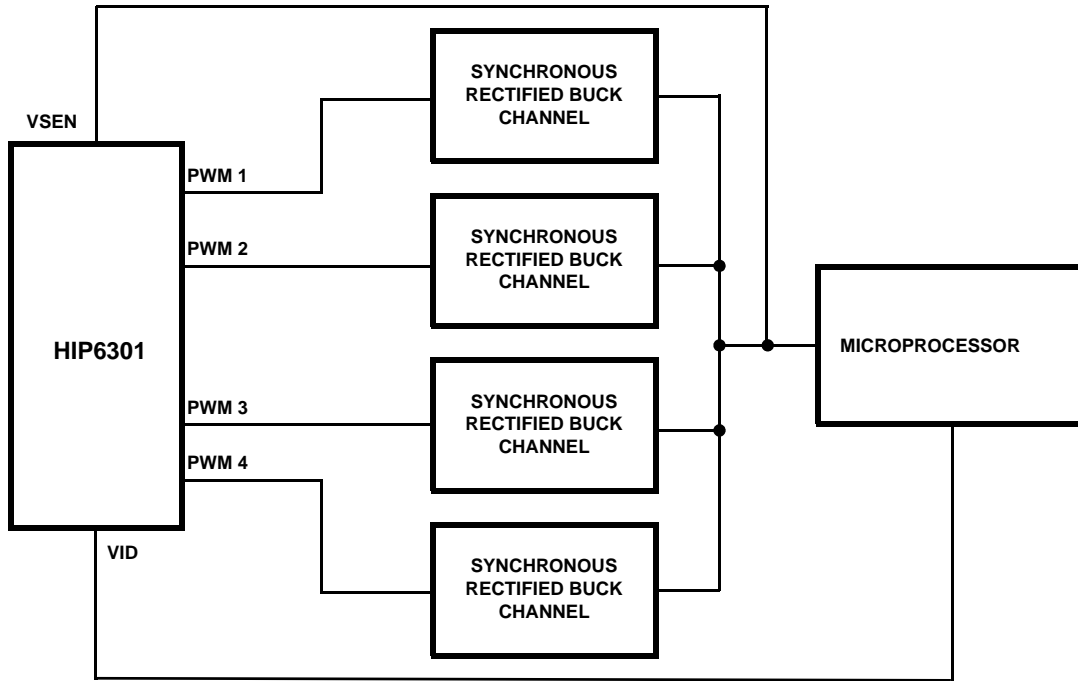 SYNCHRONOUS
RECTIFIED BUCK
CHANNEL
VSEN
PWM 1
SYNCHRONOUS
RECTIFIED BUCK
CHANNEL
PWM 2
HIP6301
MICROPROCESSOR
SYNCHRONOUS
RECTIFIED BUCK
CHANNEL
PWM 3
PWM 4
VID
SYNCHRONOUS
RECTIFIED BUCK
CHANNEL